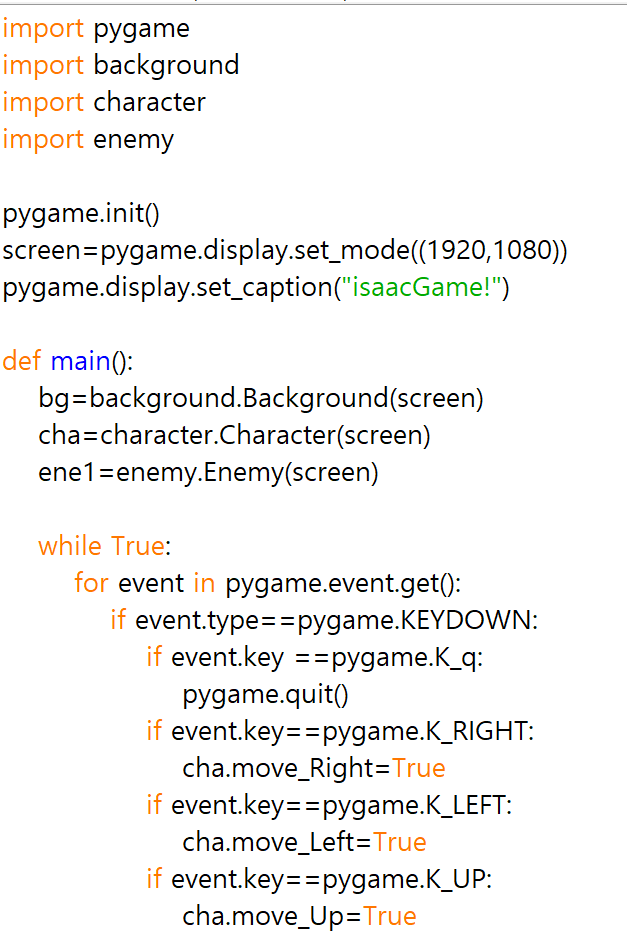 import pygame
import background
import character
import enemy

pygame.init()
screen=pygame.display.set_mode((1920,1080))
pygame.display.set_caption("isaacGame!")

def main():
    bg=background.Background(screen)
    cha=character.Character(screen)
    ene1=enemy.Enemy(screen)

    while True:
        for event in pygame.event.get():
            if event.type==pygame.KEYDOWN:
                if event.key ==pygame.K_q:
                    pygame.quit()
                if event.key==pygame.K_RIGHT:
                    cha.move_Right=True
                if event.key==pygame.K_LEFT:
                    cha.move_Left=True
                if event.key==pygame.K_UP:
                    cha.move_Up=True